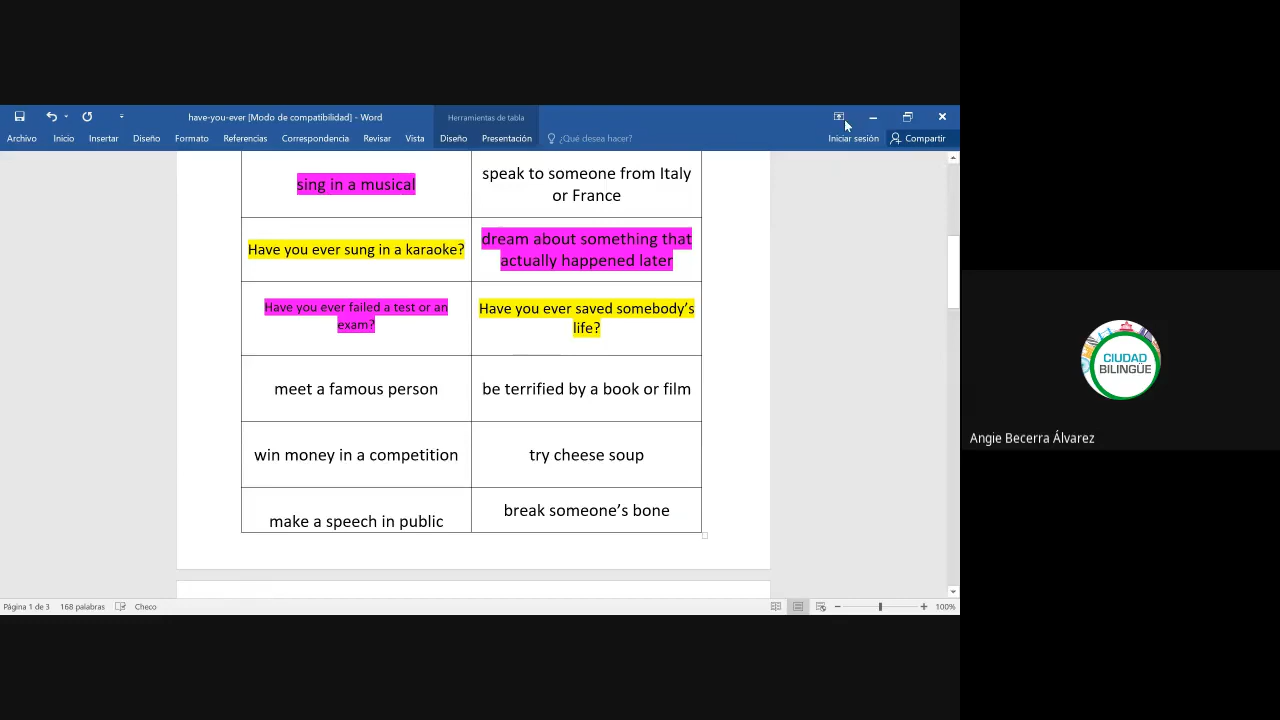 have-you-ever [Modo de compatibilidad] - Word
Herramientas de tabla
Archivo Inicio Insertar Diseño Formato Referencias Correspondencia Revisar Vista Diseño Presentación ¿Qué desea hacer? Iniciar sesión Compartir
sing in a musical
speak to someone from Italy
or France
Have you ever sung in a karaoke?
dream about something that
actually happened later
Have you ever failed a test or an
exam?
Have you ever saved somebody's
life?
meet a famous person
be terrified by a book or film
win money in a competition
try cheese soup
make a speech in public
break someone's bone
Página 1 de 3 168 palabras Checo 100%
CIUDAD
BILINGÜE
Angie Becerra Álvarez